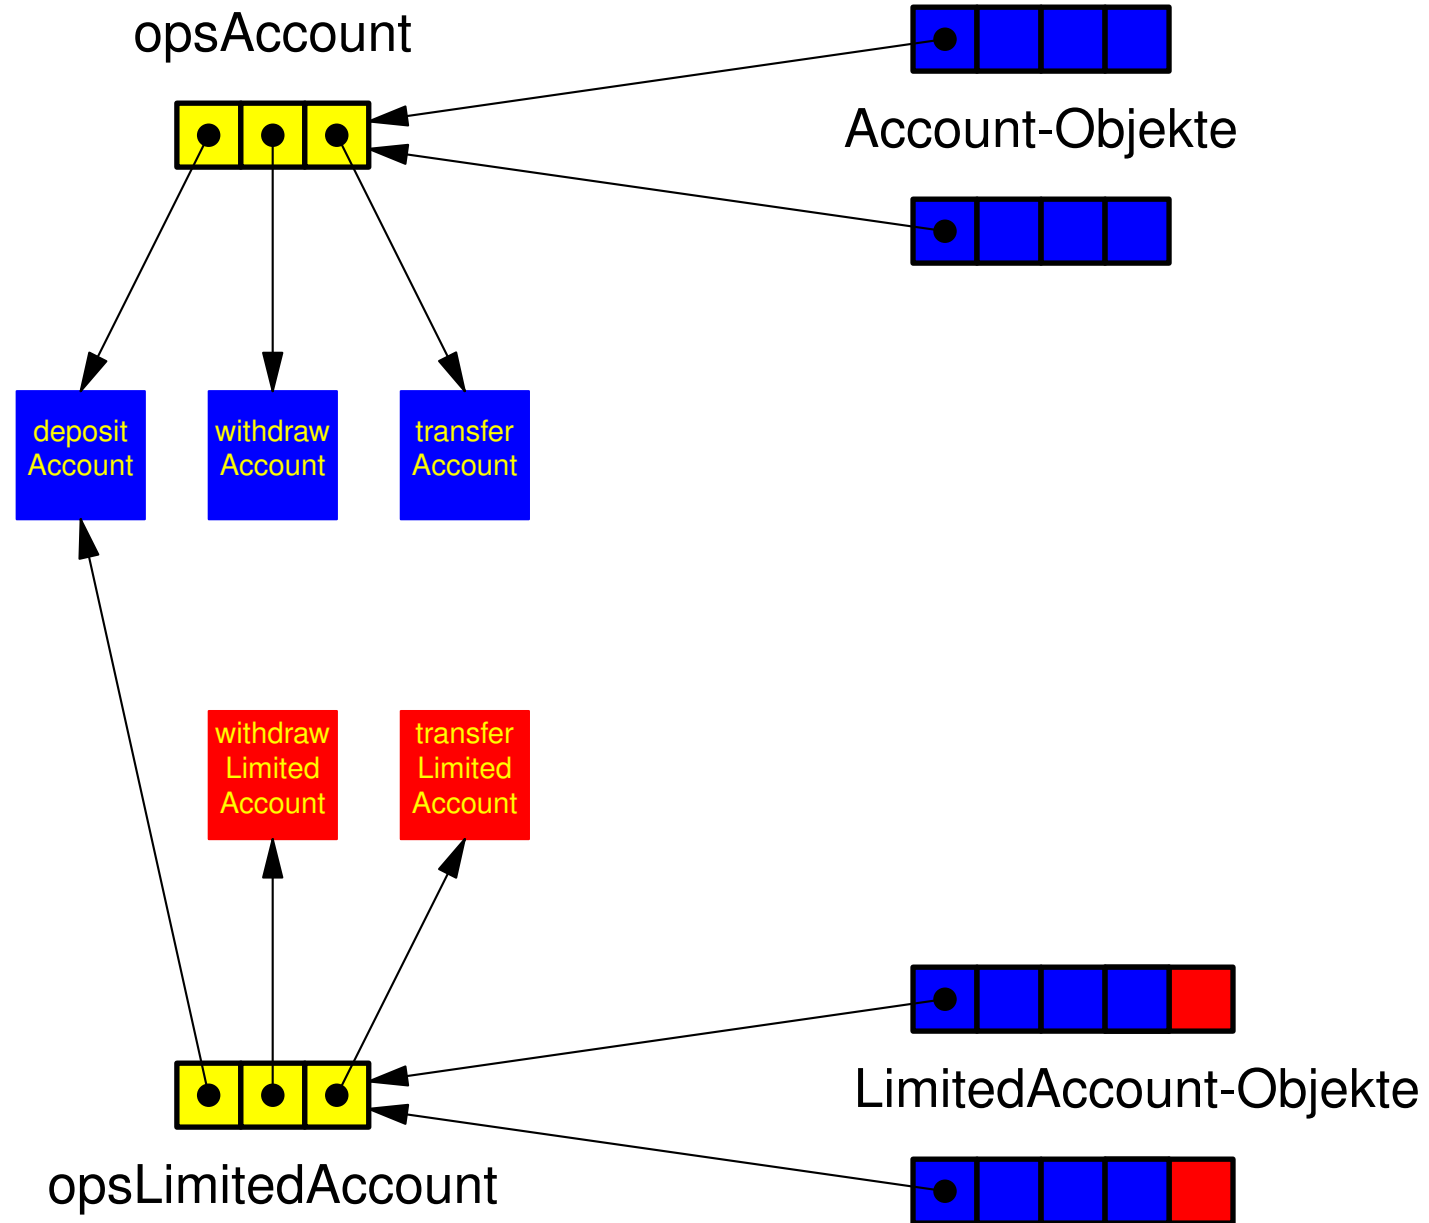 opsAccount
Account-Objekte
deposit
Account
withdraw
Account
transfer
Account
withdraw
Limited
Account
transfer
Limited
Account
LimitedAccount-Objekte
opsLimitedAccount